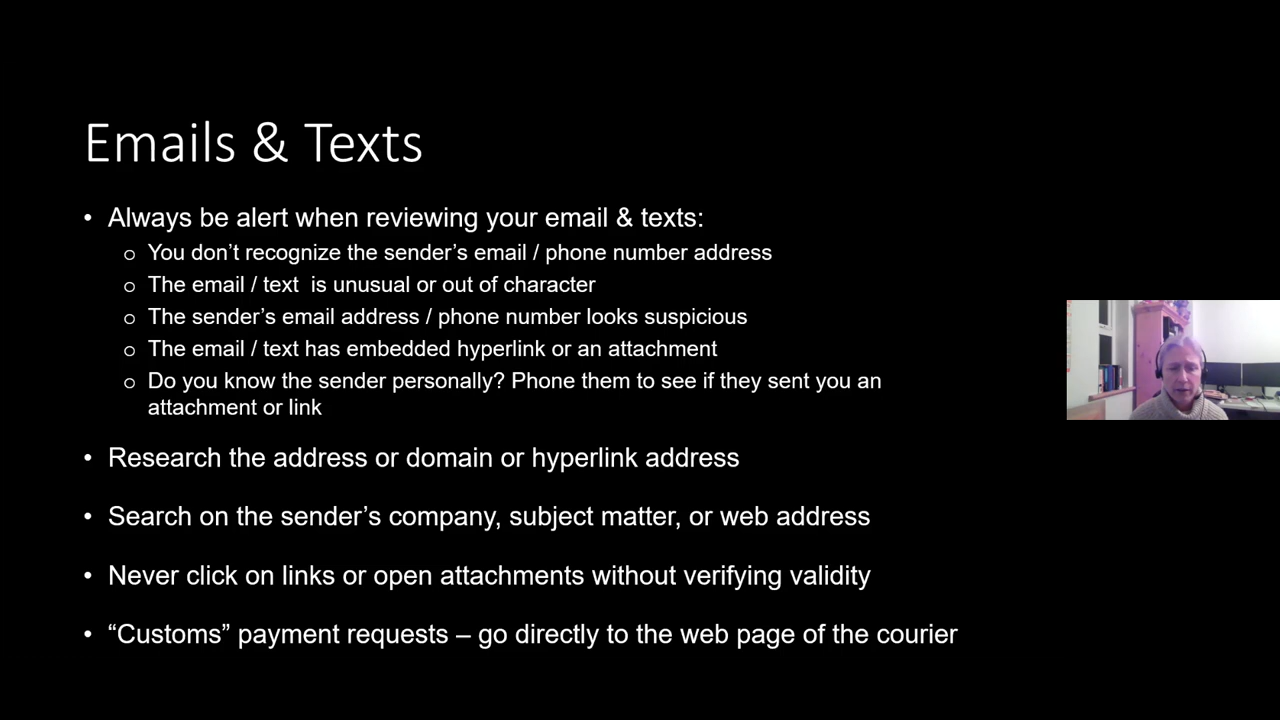 Emails & Texts
• Always be alert when reviewing your email & texts:
o You don’t recognize the sender’s email / phone number address
o The email / text  is unusual or out of character
o The sender’s email address / phone number looks suspicious
o The email / text has embedded hyperlink or an attachment
o Do you know the sender personally? Phone them to see if they sent you an
attachment or link
• Research the address or domain or hyperlink address
• Search on the sender’s company, subject matter, or web address
• Never click on links or open attachments without verifying validity
• “Customs” payment requests – go directly to the web page of the courier